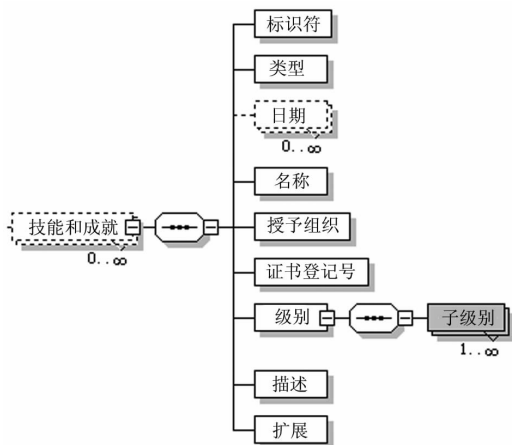 标识符
类型
日期
0..∞
名称
技能和成就
0..∞
授予组织
证书登记号
级别
子级别
1..∞
描述
扩展